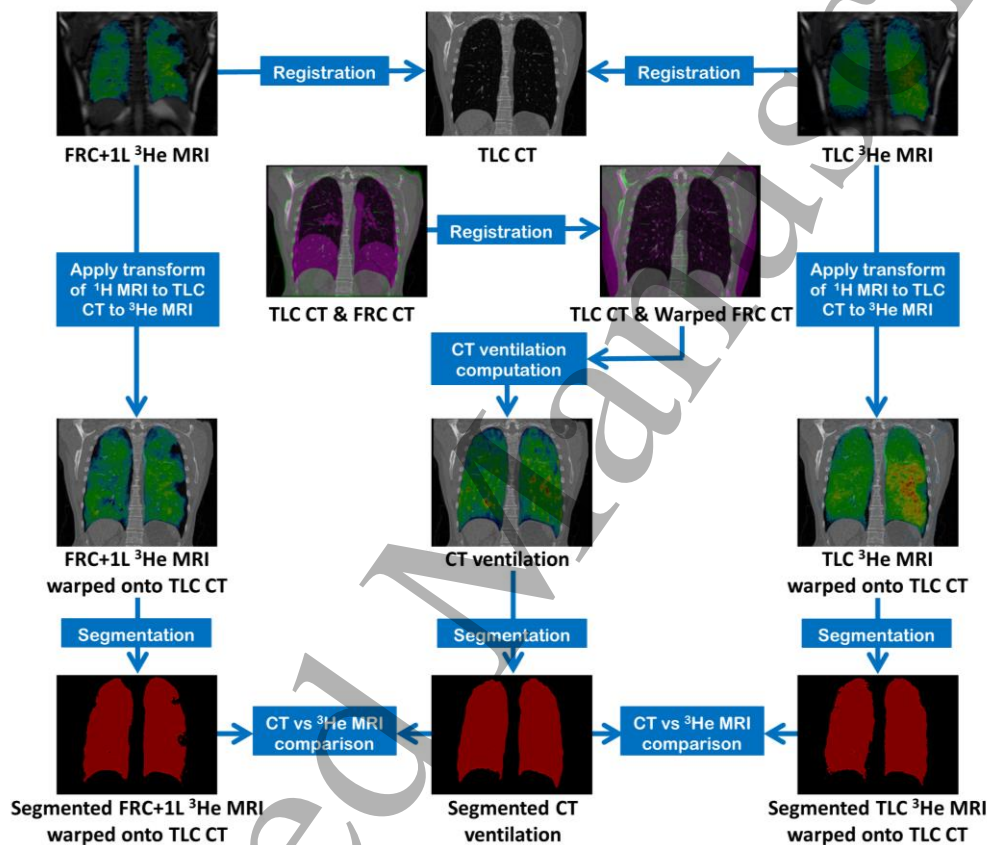 Registration
Registration
FRC+1L ³He MRI
TLC CT
TLC ³He MRI
Registration
Apply transform
of ¹H MRI to TLC
CT to ³He MRI
TLC CT & FRC CT
TLC CT & Warped FRC CT
Apply transform
of ¹H MRI to TLC
CT to ³He MRI
CT ventilation
computation
FRC+1L ³He MRI
warped onto TLC CT
CT ventilation
TLC ³He MRI
warped onto TLC CT
Segmentation
Segmentation
Segmentation
CT vs ³He MRI
comparison
CT vs ³He MRI
comparison
Segmented FRC+1L ³He MRI
warped onto TLC CT
Segmented CT
ventilation
Segmented TLC ³He MRI
warped onto TLC CT